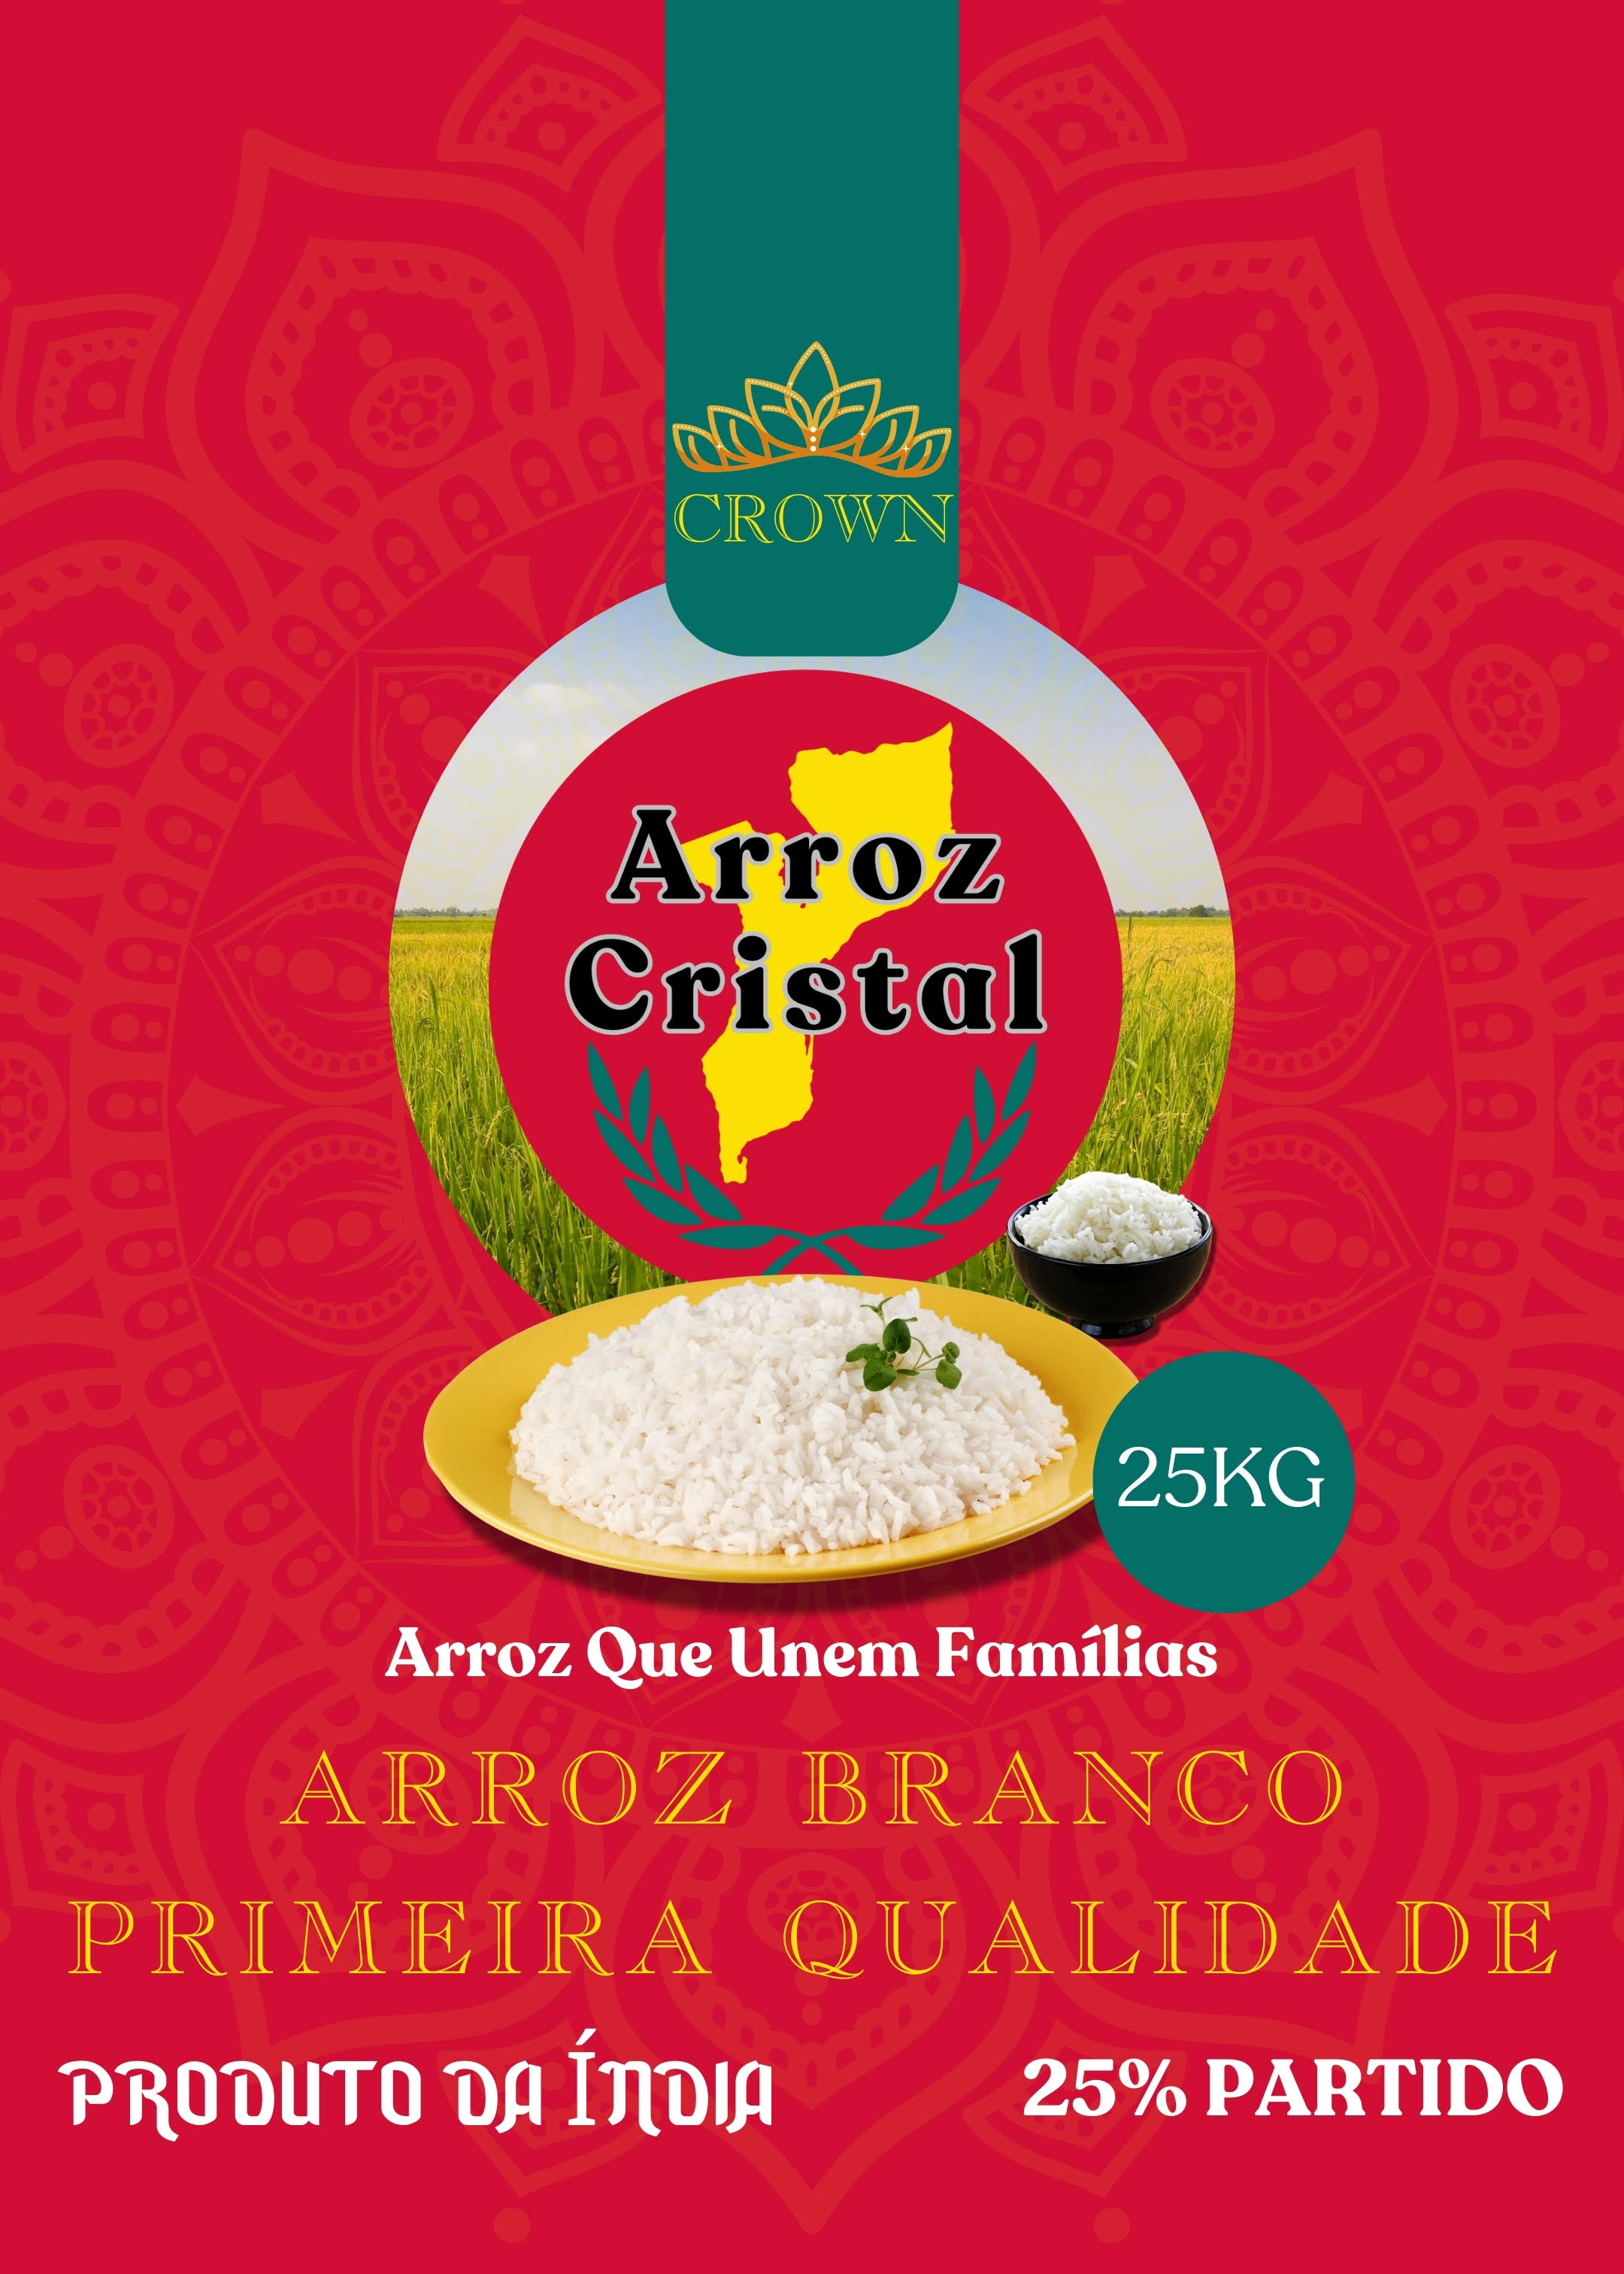 CROWN
Arroz
Cristal
25KG
Arroz Que Unem Famílias
ARROZ BRANCO
PRIMEIRA QUALIDADE
PRODUTO DA ÍNDIA
25% PARTIDO